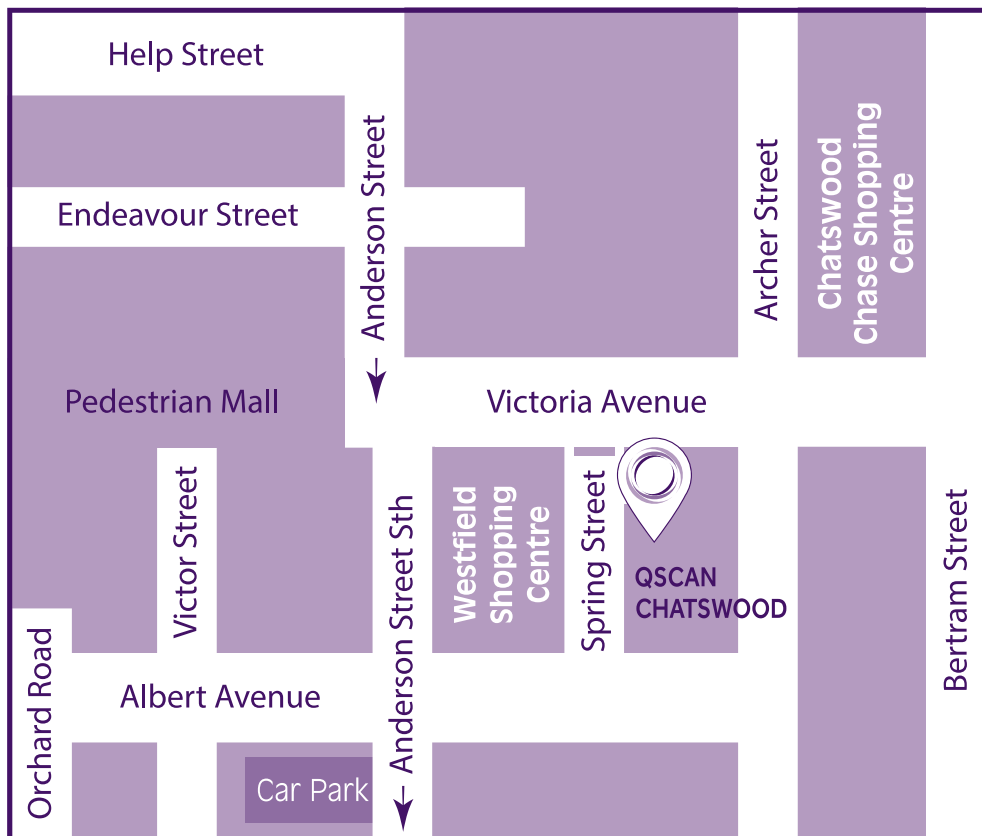 Help Street
Anderson Street
Archer Street
Chatswood
Chase Shopping
Centre
Endeavour Street
Pedestrian Mall
Victoria Avenue
Victor Street
Anderson Street Sth
Westfield
Shopping
Centre
Spring Street
QSCAN
CHATSWOOD
Bertram Street
Orchard Road
Albert Avenue
Car Park